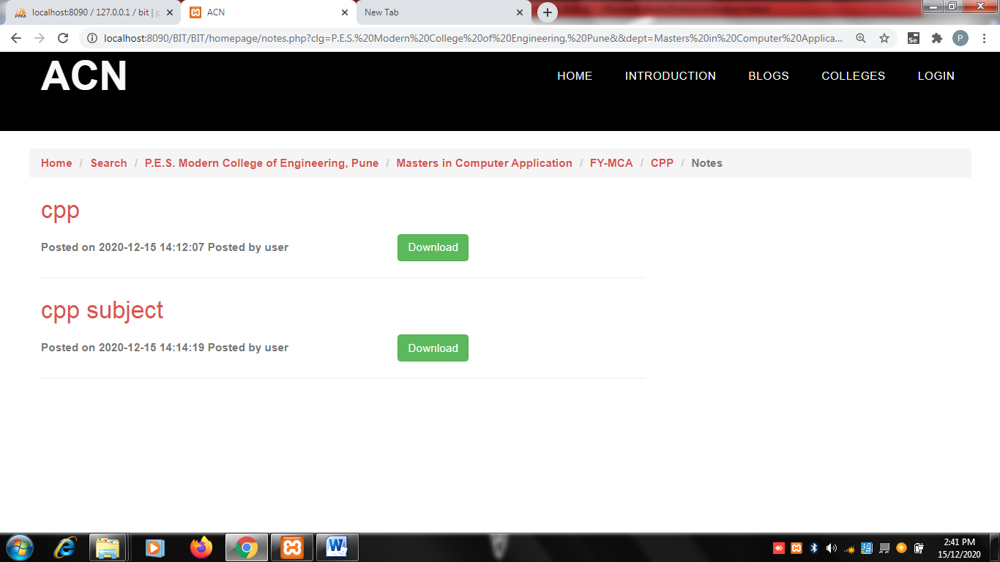 localhost:8090 / 127.0.0.1 / bit | p
ACN
New Tab
localhost:8090/BIT/BIT/homepage/notes.php?clg=P.E.S.%20Modern%20College%20of%20Engineering,%20Pune&&dept=Masters%20in%20Computer%20Applica...
Se
P
ACN
HOME INTRODUCTION BLOGS COLLEGES LOGIN
Home / Search / P.E.S. Modern College of Engineering, Pune / Masters in Computer Application / FY-MCA / CPP / Notes
cpp
Posted on 2020-12-15 14:12:07 Posted by user Download
cpp subject
Posted on 2020-12-15 14:14:19 Posted by user Download
2:41 PM
15/12/2020